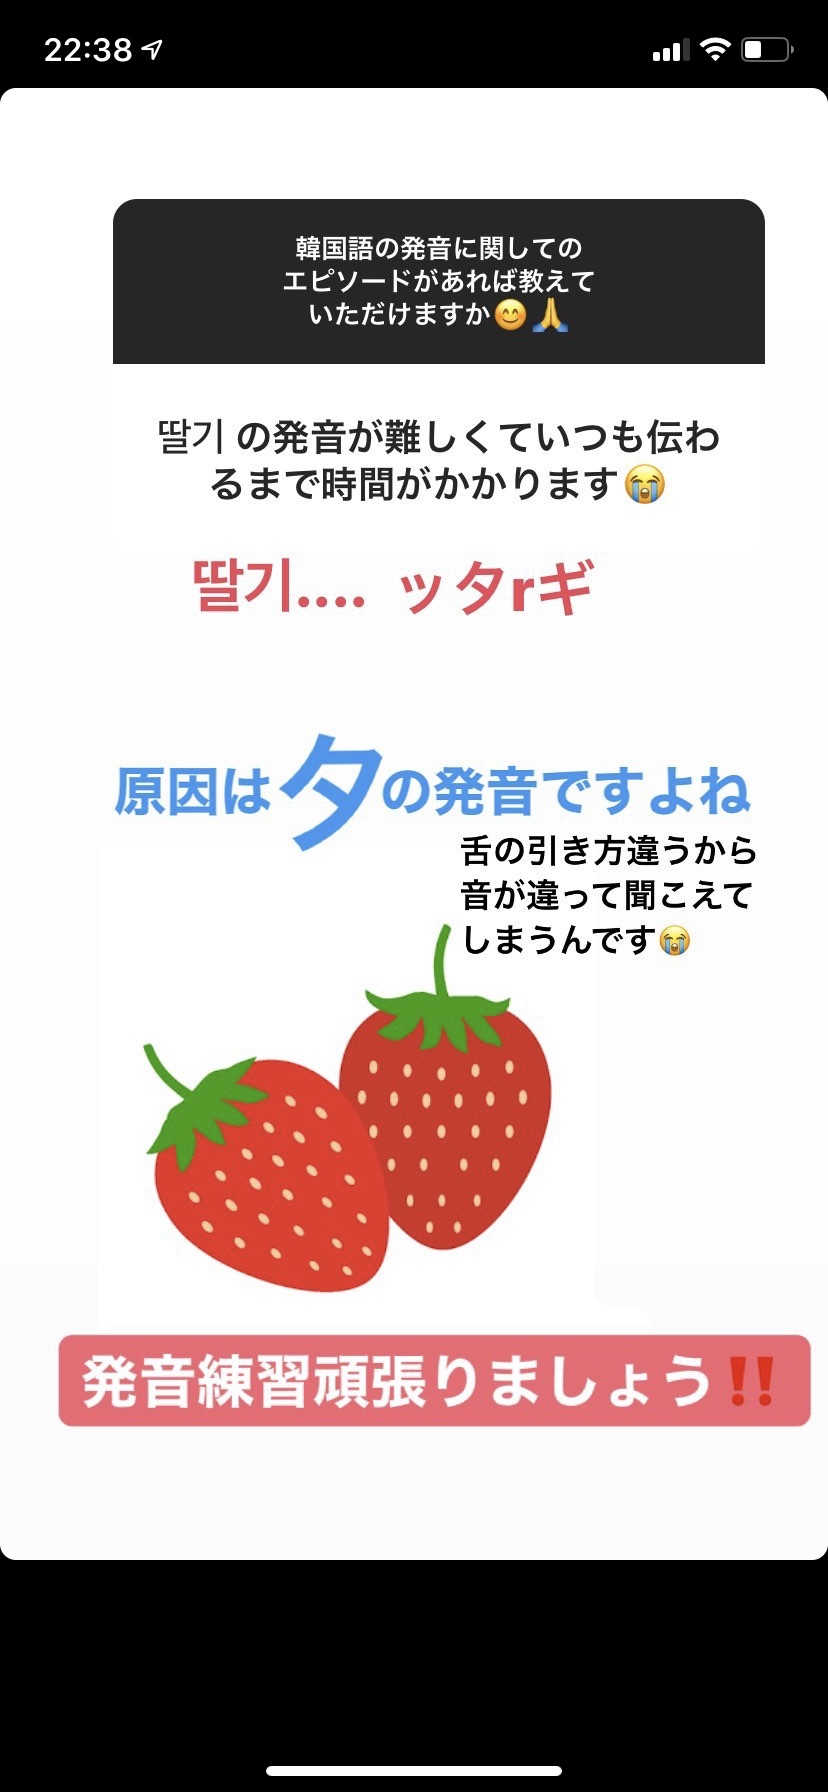 22:38
韓国語の発音に関しての
エピソードがあれば教えて
いただけますか😊🙏
딸기 の発音が難しくていつも伝わ
るまで時間がかかります😭
딸기.... ッタrギ
原因はタの発音ですよね
舌の引き方違うから
音が違って聞こえて
しまうんです😭
発音練習頑張りましょう‼️